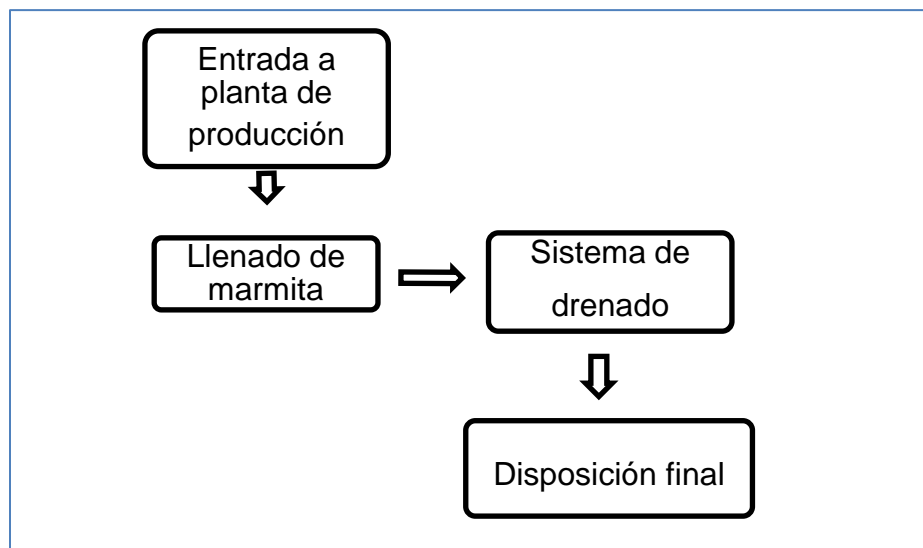 Entrada a
planta de
producción
Llenado de
marmita
Sistema de
drenado
Disposición final